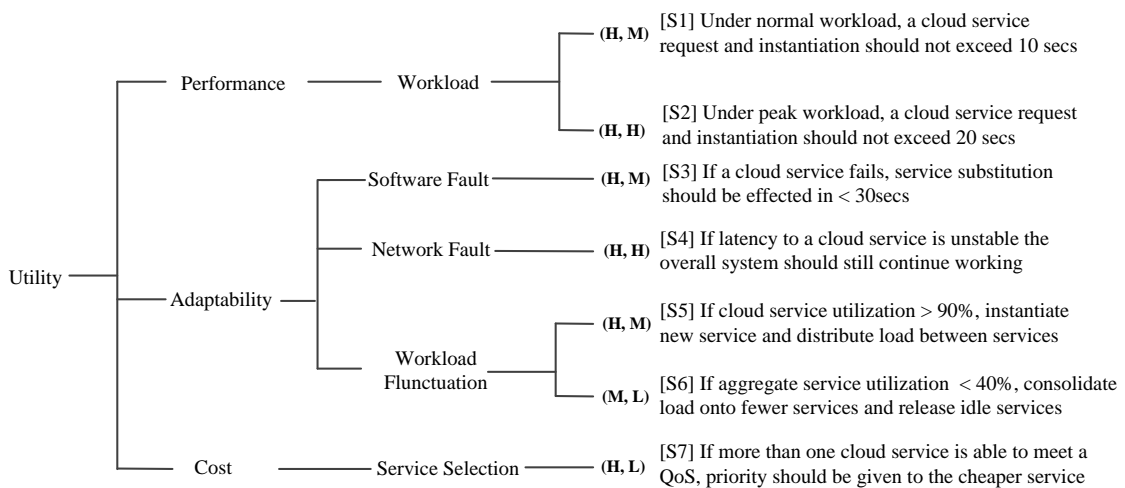 (H, M) [S1] Under normal workload, a cloud service
request and instantiation should not exceed 10 secs
Performance
Workload
(H, H) [S2] Under peak workload, a cloud service request
and instantiation should not exceed 20 secs
Software Fault
(H, M) [S3] If a cloud service fails, service substitution
should be effected in < 30secs
Network Fault
(H, H) [S4] If latency to a cloud service is unstable the
overall system should still continue working
Utility
Adaptability
(H, M) [S5] If cloud service utilization > 90%, instantiate
new service and distribute load between services
Workload
Flunctuation
(M, L) [S6] If aggregate service utilization < 40%, consolidate
load onto fewer services and release idle services
Cost
Service Selection
(H, L) [S7] If more than one cloud service is able to meet a
QoS, priority should be given to the cheaper service